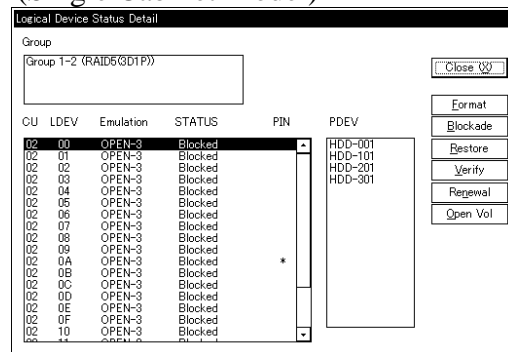 Logical Device Status Detail
Group
Group 1-2 (RAID5(3D1P))
Close (X)
Format
CU LDEV Emulation STATUS PIN PDEV
Blockade
02 00 OPEN-3 Blocked HDD-001
02 01 OPEN-3 Blocked HDD-101
Restore
02 02 OPEN-3 Blocked HDD-201
Verify
02 03 OPEN-3 Blocked HDD-301
02 04 OPEN-3 Blocked
Renewal
02 05 OPEN-3 Blocked
02 06 OPEN-3 Blocked
Open Vol
02 07 OPEN-3 Blocked
02 08 OPEN-3 Blocked
02 09 OPEN-3 Blocked
02 0A OPEN-3 Blocked *
02 0B OPEN-3 Blocked
02 0C OPEN-3 Blocked
02 0D OPEN-3 Blocked
02 0E OPEN-3 Blocked
02 0F OPEN-3 Blocked
02 10 OPEN-3 Blocked